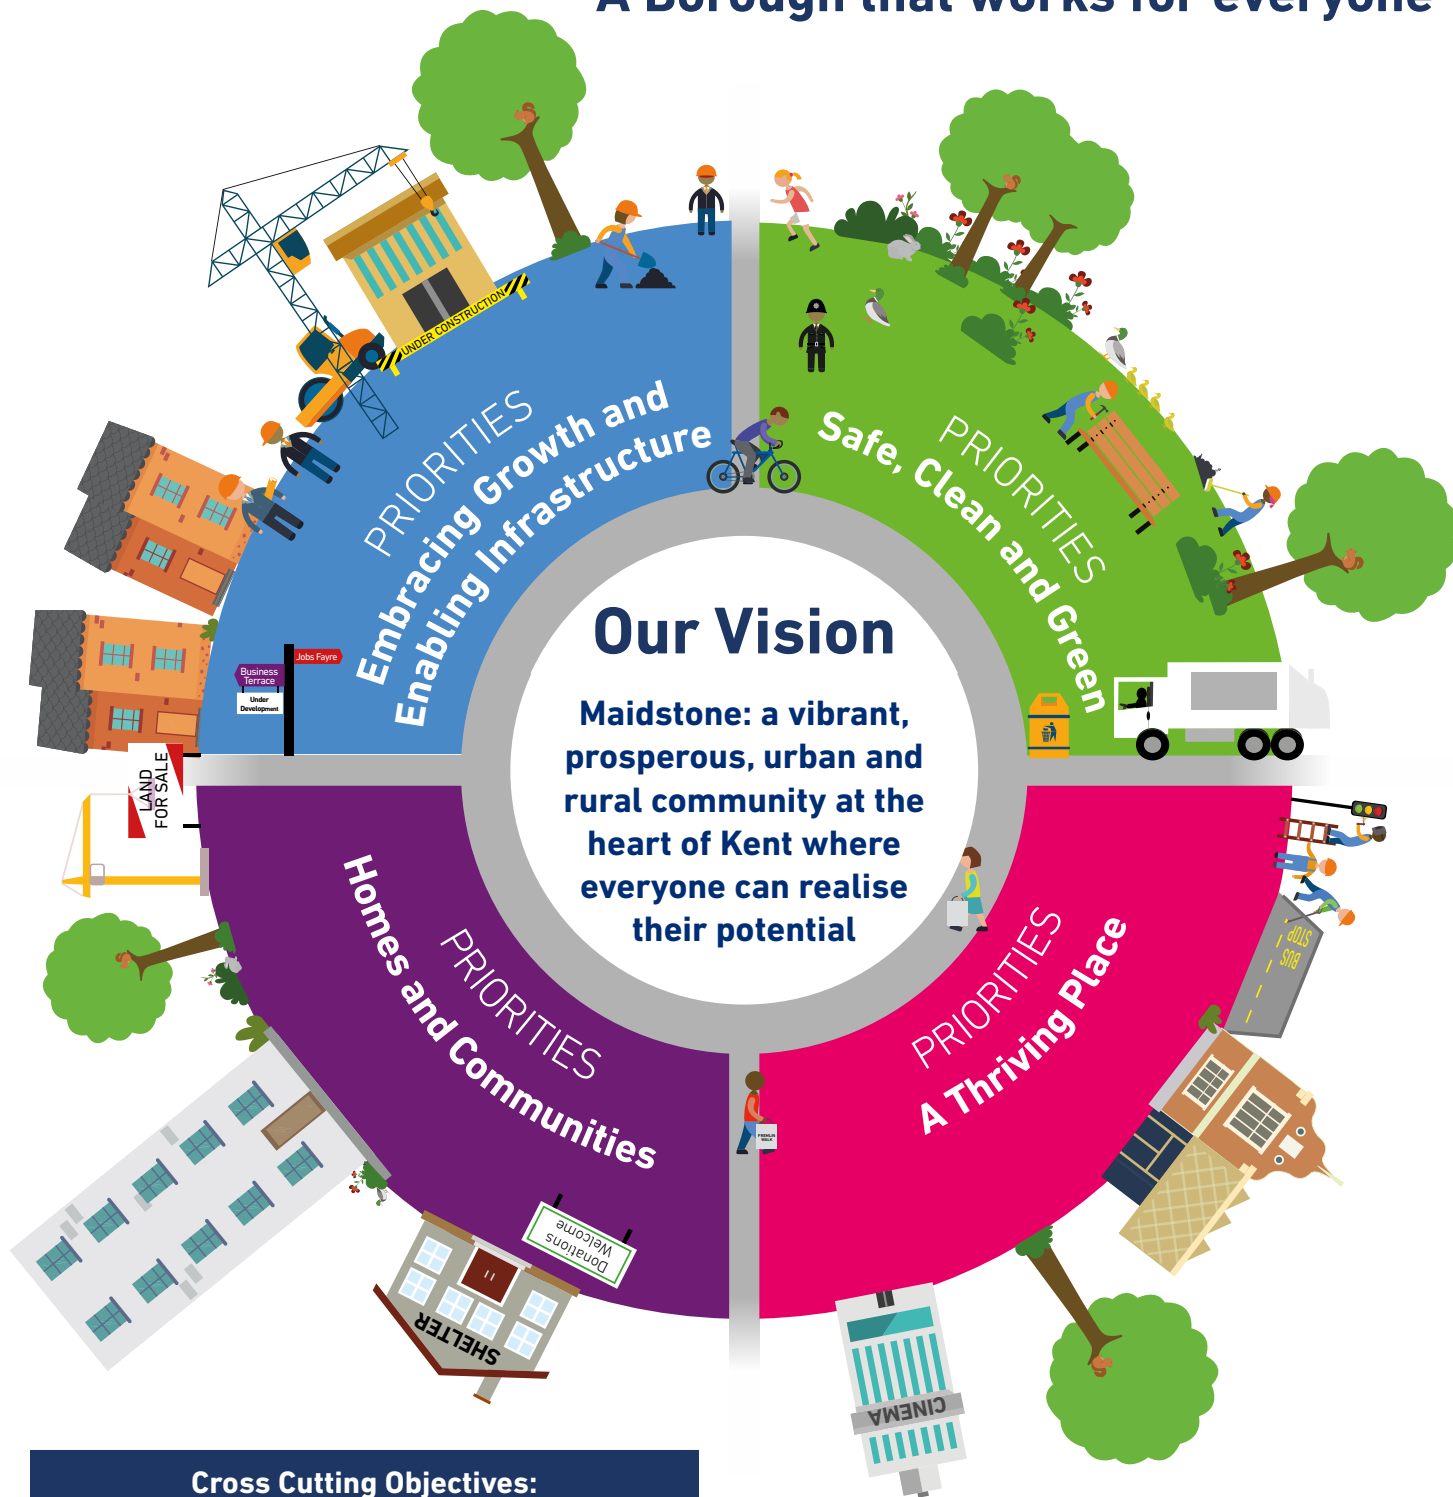 A Borough that works for everyone
UNDER CONSTRUCTION
PRIORITIES
Embracing Growth and
Enabling Infrastructure
PRIORITIES
Safe, Clean and Green
Jobs Fayre
Business
Terrace
Under
Development
Our Vision
Maidstone: a vibrant,
prosperous, urban and
rural community at the
heart of Kent where
everyone can realise
their potential
LAND
FOR SALE
PRIORITIES
Homes and Communities
PRIORITIES
A Thriving Place
BUS
STOP
FREMLIN
WALK
Donations
Welcome
SHELTER
CINEMA
Cross Cutting Objectives: